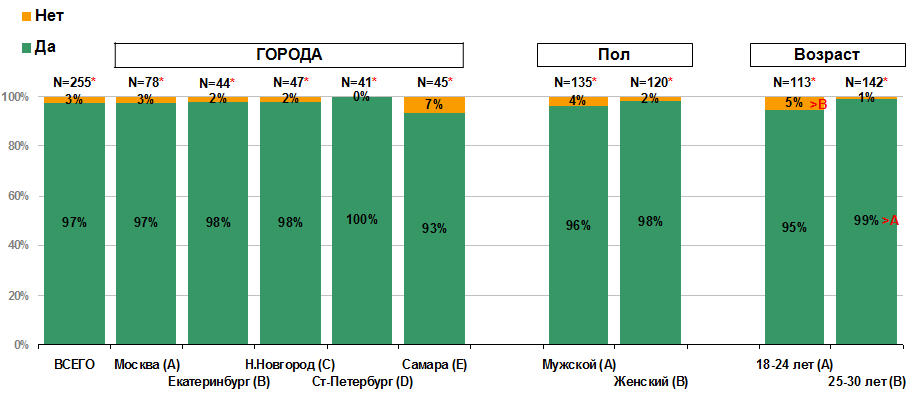 Нет
Да
ГОРОДА
Пол
Возраст
N=255* N=78* N=44* N=47* N=41* N=45* N=135* N=120* N=113* N=142*
100% 3% 3% 2% 2% 0% 7% 4% 2% 5% >B 1%
80%
60%
97% 97% 98% 98% 100% 93% 96% 98% 95% 99% >A
40%
20%
0%
ВСЕГО Москва (A) Н.Новгород (C) Самара (E) Мужской (A) 18-24 лет (A)
Екатеринбург (B) Ст-Петербург (D) Женский (B) 25-30 лет (B)